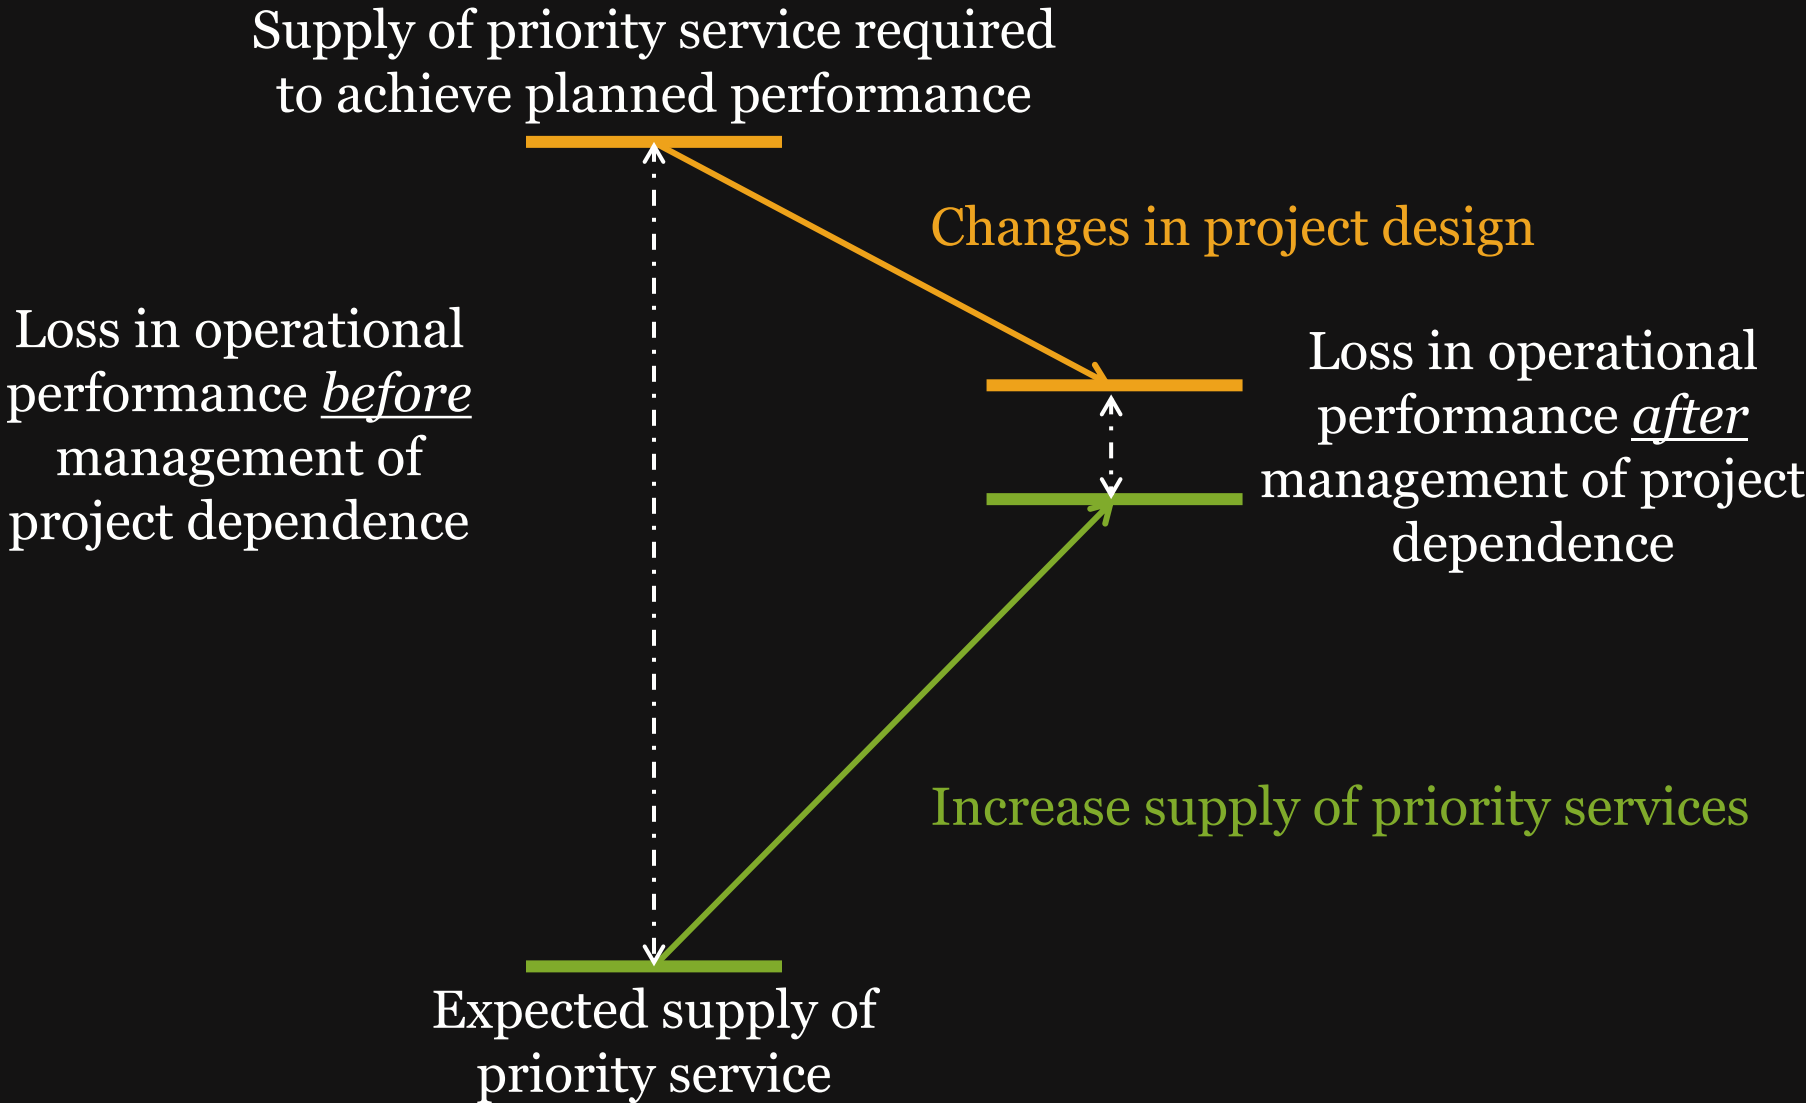 Supply of priority service required
to achieve planned performance
Changes in project design
Loss in operational
performance before
management of
project dependence
Loss in operational
performance after
management of project
dependence
Increase supply of priority services
Expected supply of
priority service